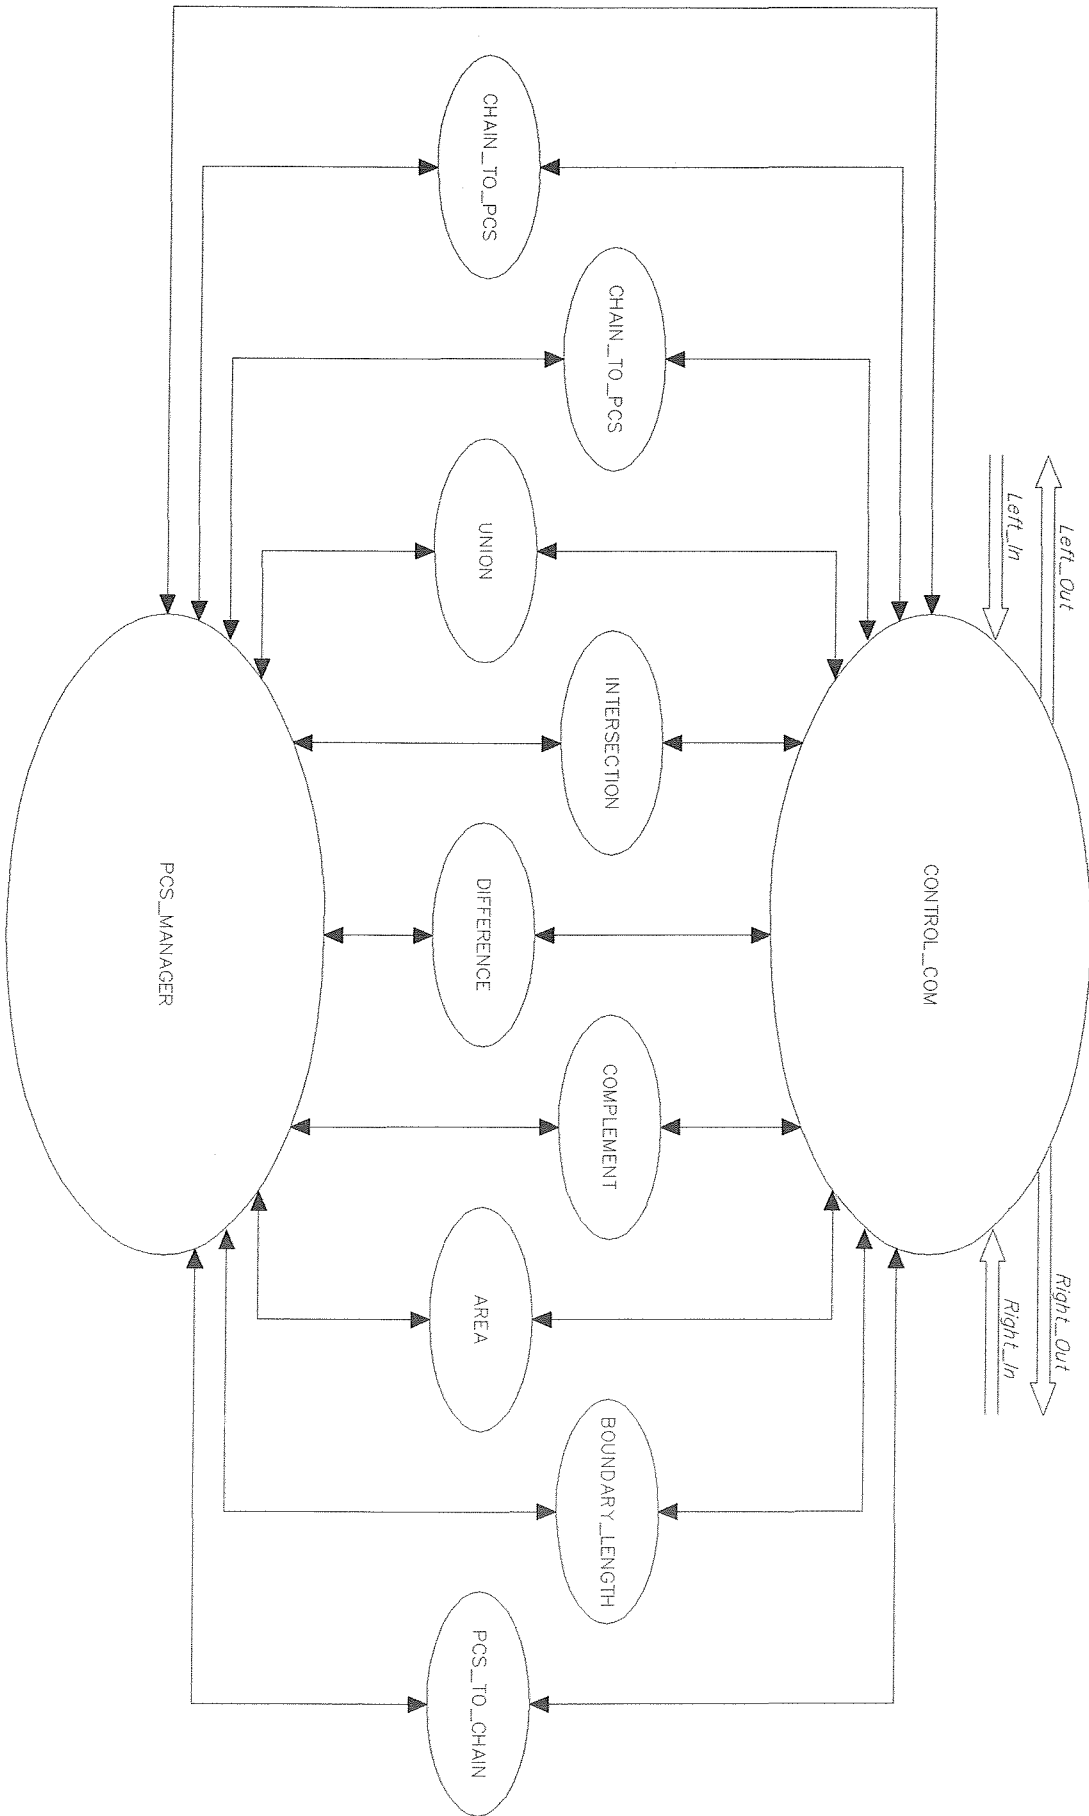 Left_Out
Right_Out
Left_In
Right_In
CONTROL_COM
CHAIN_TO_PCS
INTERSECTION
COMPLEMENT
BOUNDARY_LENGTH
CHAIN_TO_PCS
UNION
DIFFERENCE
AREA
PCS_TO_CHAIN
PCS_MANAGER